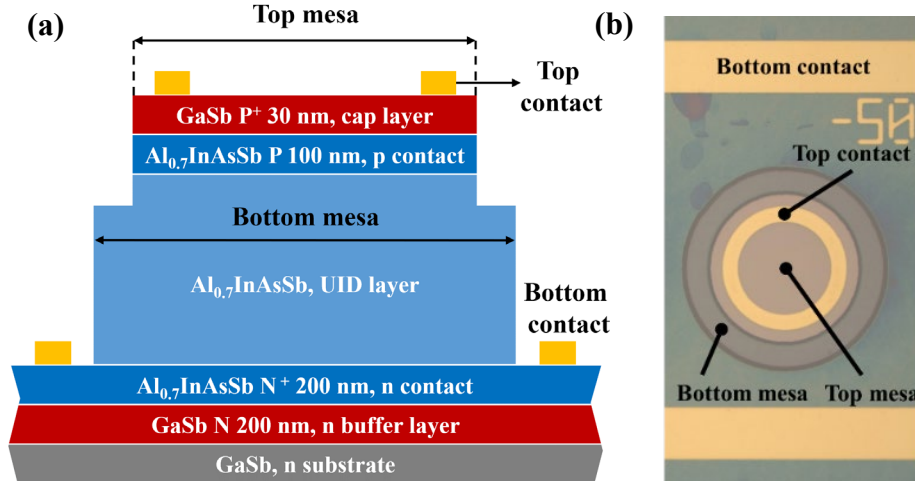 (a)
Top mesa
Top
contact
GaSb P⁺ 30 nm, cap layer
Al₀.₇InAsSb P 100 nm, p contact
Bottom mesa
Al₀.₇InAsSb, UID layer
Bottom
contact
Al₀.₇InAsSb N⁺ 200 nm, n contact
GaSb N 200 nm, n buffer layer
GaSb, n substrate
(b)
Bottom contact
-50
Top contact
Bottom mesa
Top mesa